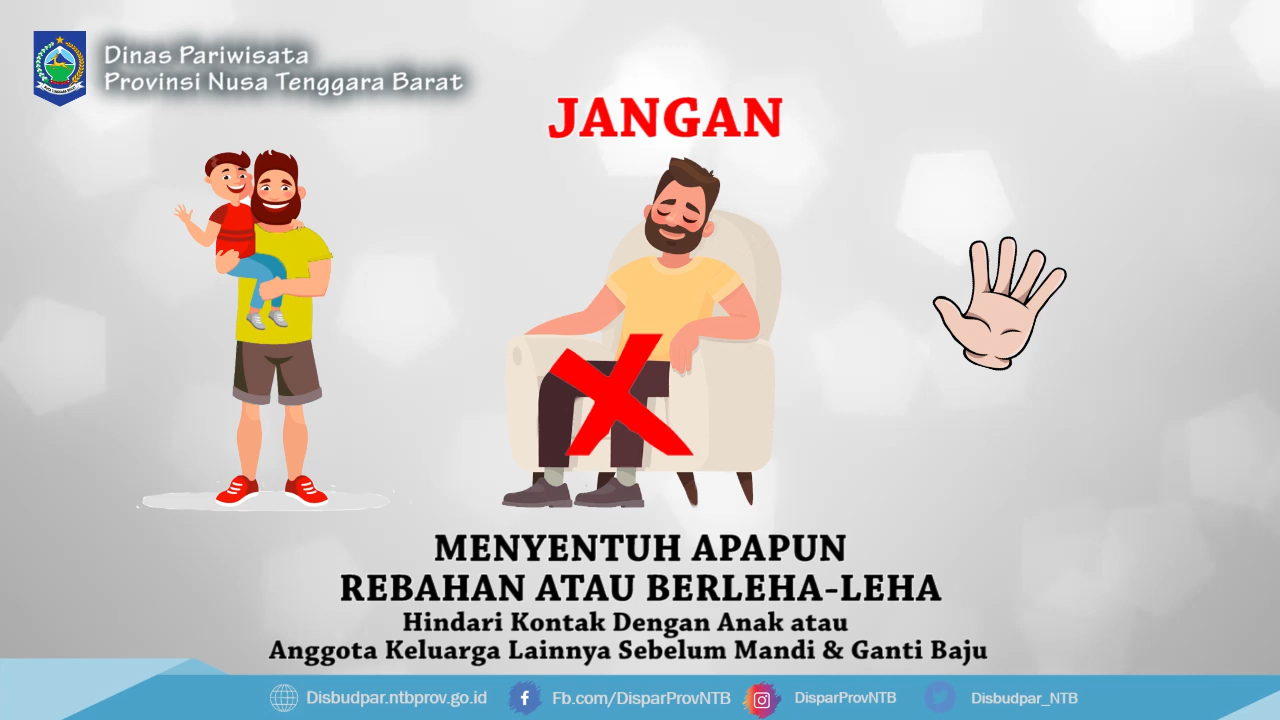 Dinas Pariwisata
Provinsi Nusa Tenggara Barat
JANGAN
MENYENTUH APAPUN
REBAHAN ATAU BERLEHA-LEHA
Hindari Kontak Dengan Anak atau
Anggota Keluarga Lainnya Sebelum Mandi & Ganti Baju
Disbudpar.ntbprov.go.id
Fb.com/DisparProvNTB
DisparProvNTB
Disbudpar_NTB